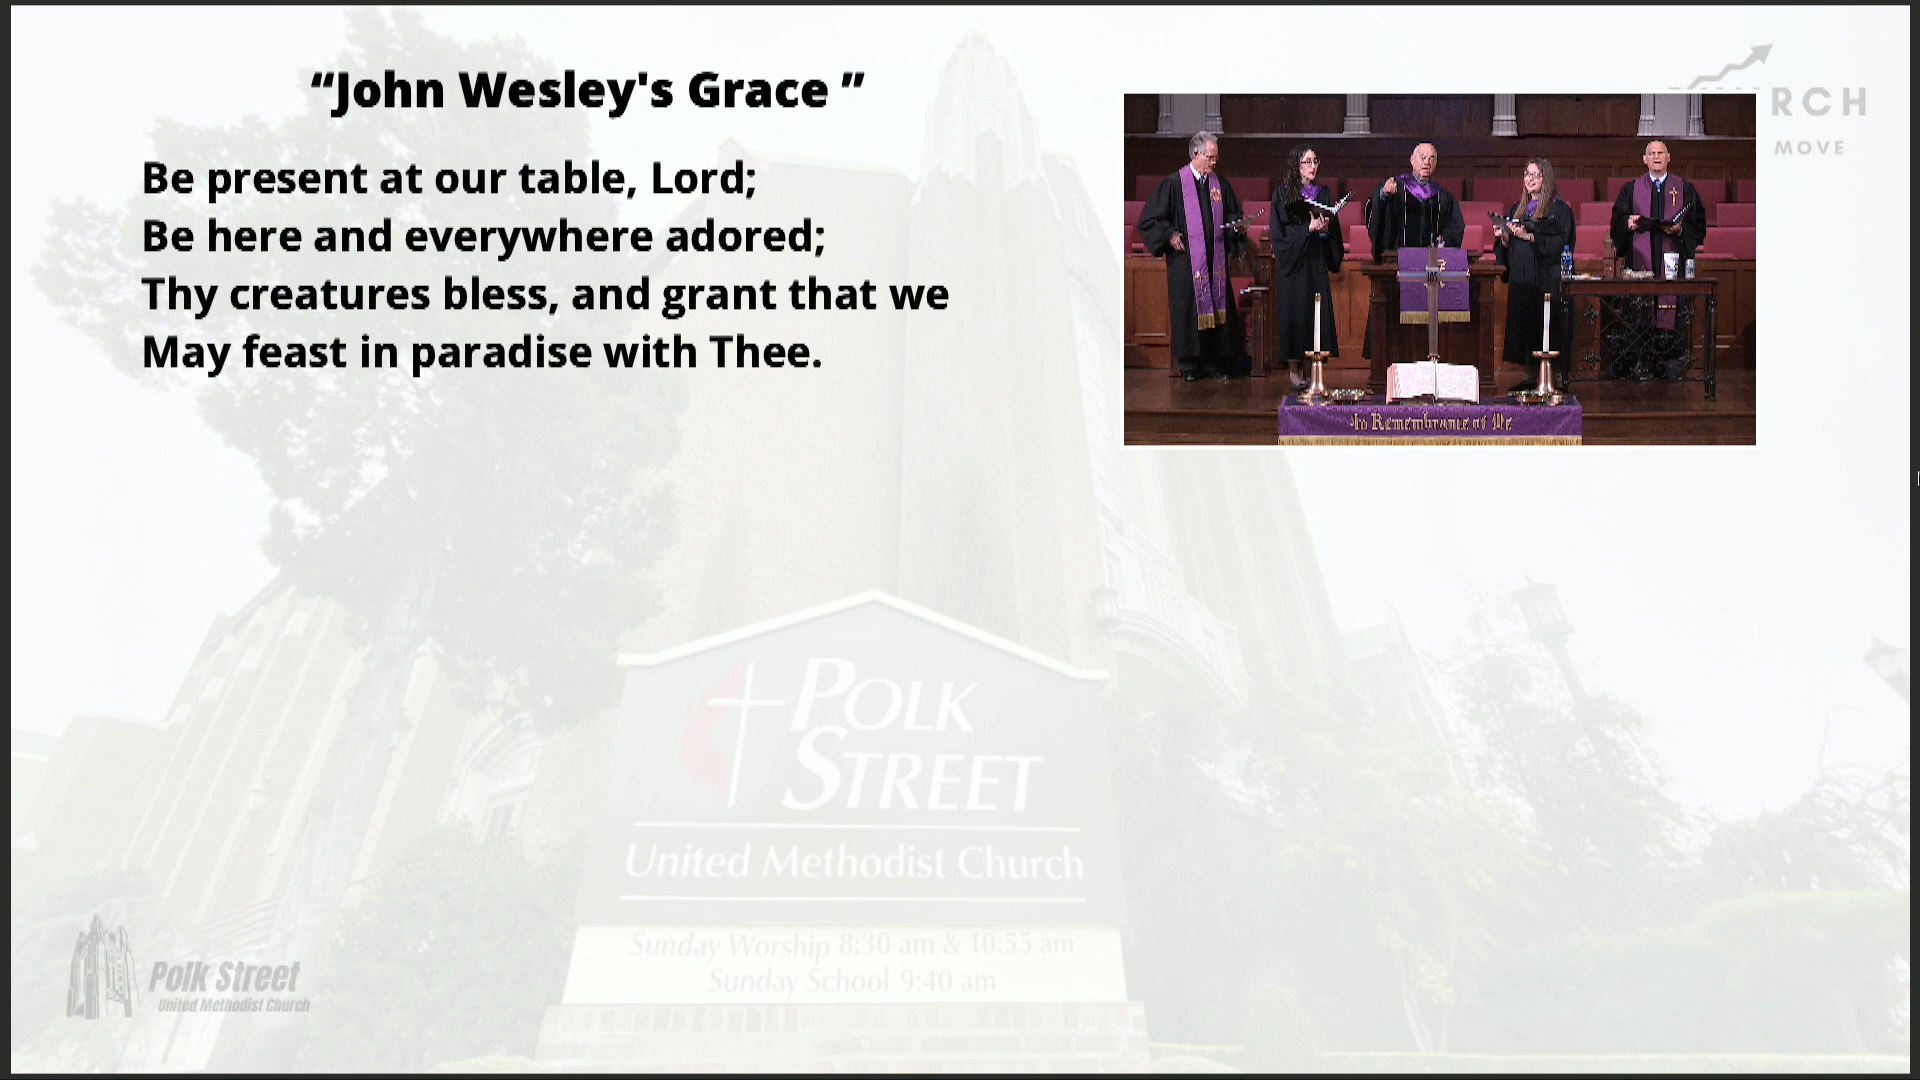 “John Wesley's Grace ”
Be present at our table, Lord;
Be here and everywhere adored;
Thy creatures bless, and grant that we
May feast in paradise with Thee.
RCH
MOVE
IHS
In Remembrance of Me
POLK
STREET
United Methodist Church
Sunday Worship 8:30 am & 10:55 am
Sunday School 9:40 am
Polk Street
United Methodist Church